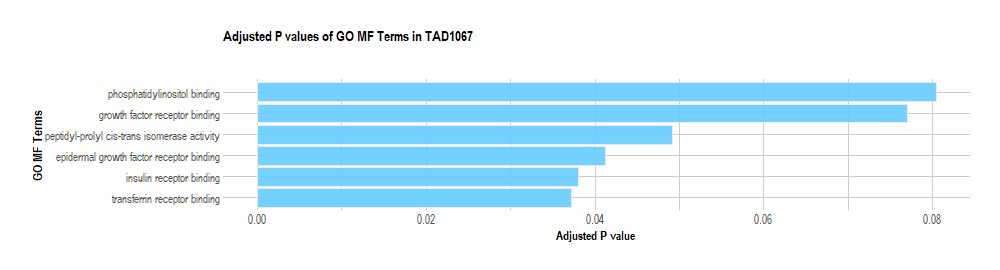 Adjusted P values of GO MF Terms in TAD1067
GO MF Terms
phosphatidylinositol binding
growth factor receptor binding
peptidyl-prolyl cis-trans isomerase activity
epidermal growth factor receptor binding
insulin receptor binding
transferrin receptor binding
0.00 0.02 0.04 0.06 0.08
Adjusted P value